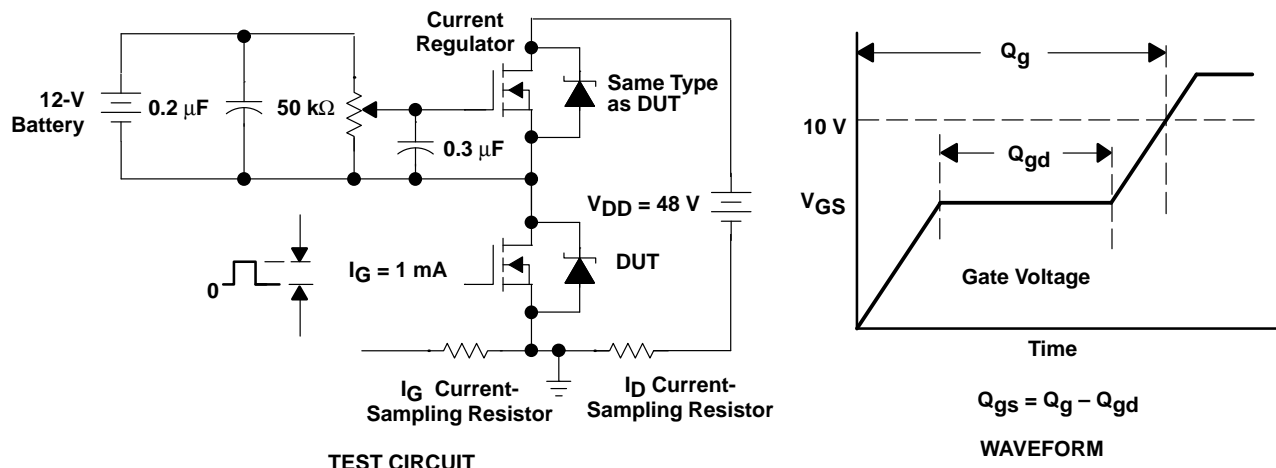 Current
Regulator
12-V
Battery
0.2 µF
50 kΩ
Same Type
as DUT
0.3 µF
VDD = 48 V
IG = 1 mA
DUT
0
IG Current-
Sampling Resistor
ID Current-
Sampling Resistor
TEST CIRCUIT
Qg
10 V
Qgd
VGS
Gate Voltage
Time
Qgs = Qg – Qgd
WAVEFORM